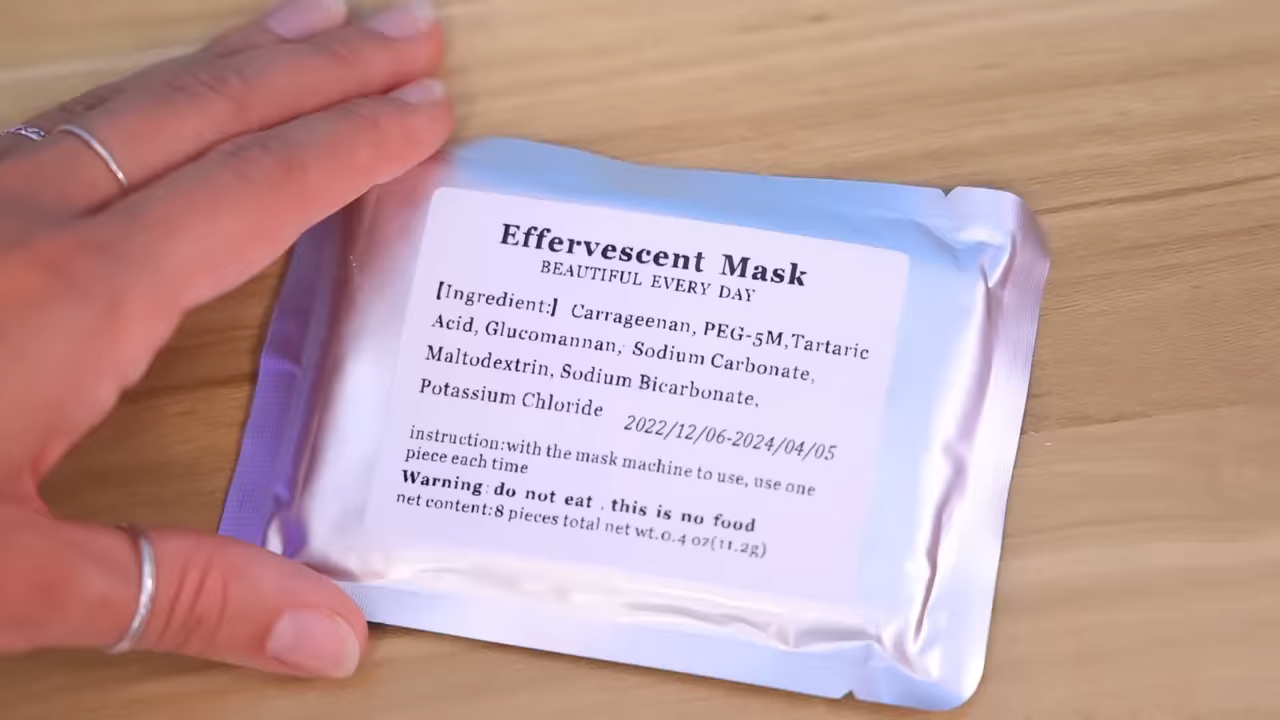 Effervescent Mask
BEAUTIFUL EVERY DAY
【Ingredient:】 Carrageenan, PEG-5M,Tartaric
Acid, Glucomannan, Sodium Carbonate,
Maltodextrin, Sodium Bicarbonate,
Potassium Chloride 2022/12/06-2024/04/05
instruction:with the mask machine to use, use one
piece each time
Warning:do not eat , this is no food
net content:8 pieces total net wt.0.4 oz(11.2g)